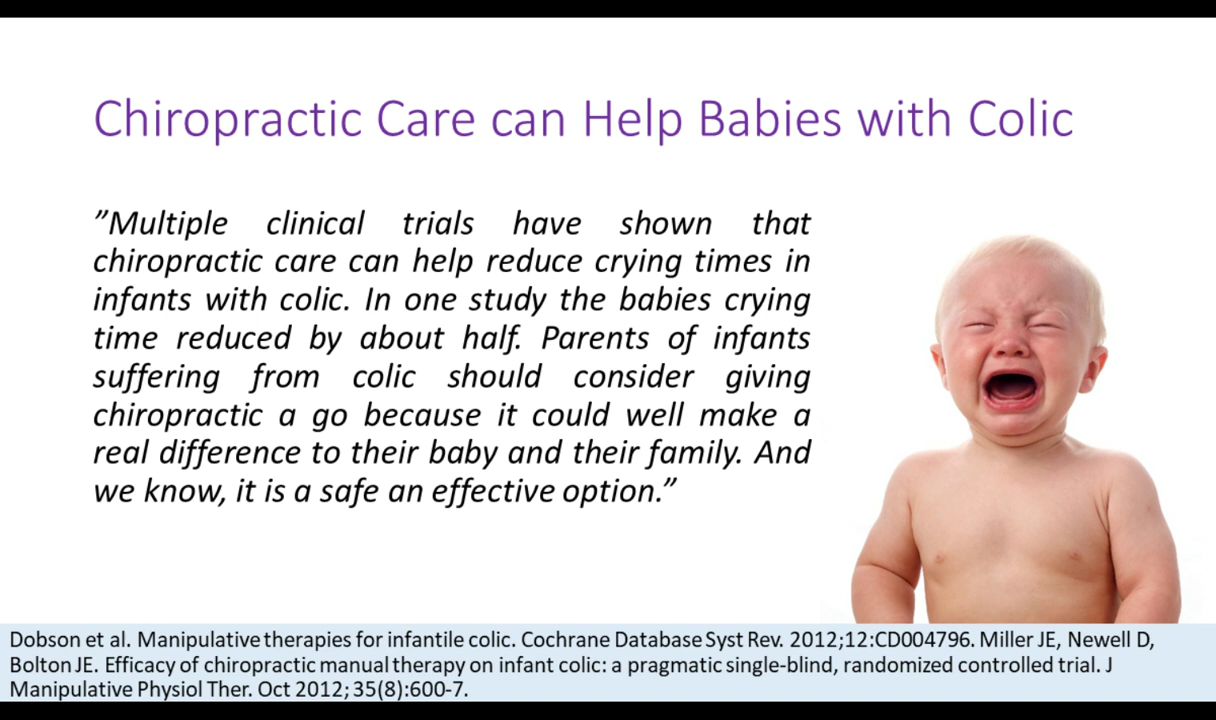 Chiropractic Care can Help Babies with Colic
”Multiple clinical trials have shown that
chiropractic care can help reduce crying times in
infants with colic. In one study the babies crying
time reduced by about half. Parents of infants
suffering from colic should consider giving
chiropractic a go because it could well make a
real difference to their baby and their family. And
we know, it is a safe an effective option.”
Dobson et al. Manipulative therapies for infantile colic. Cochrane Database Syst Rev. 2012;12:CD004796. Miller JE, Newell D,
Bolton JE. Efficacy of chiropractic manual therapy on infant colic: a pragmatic single-blind, randomized controlled trial. J
Manipulative Physiol Ther. Oct 2012; 35(8):600-7.